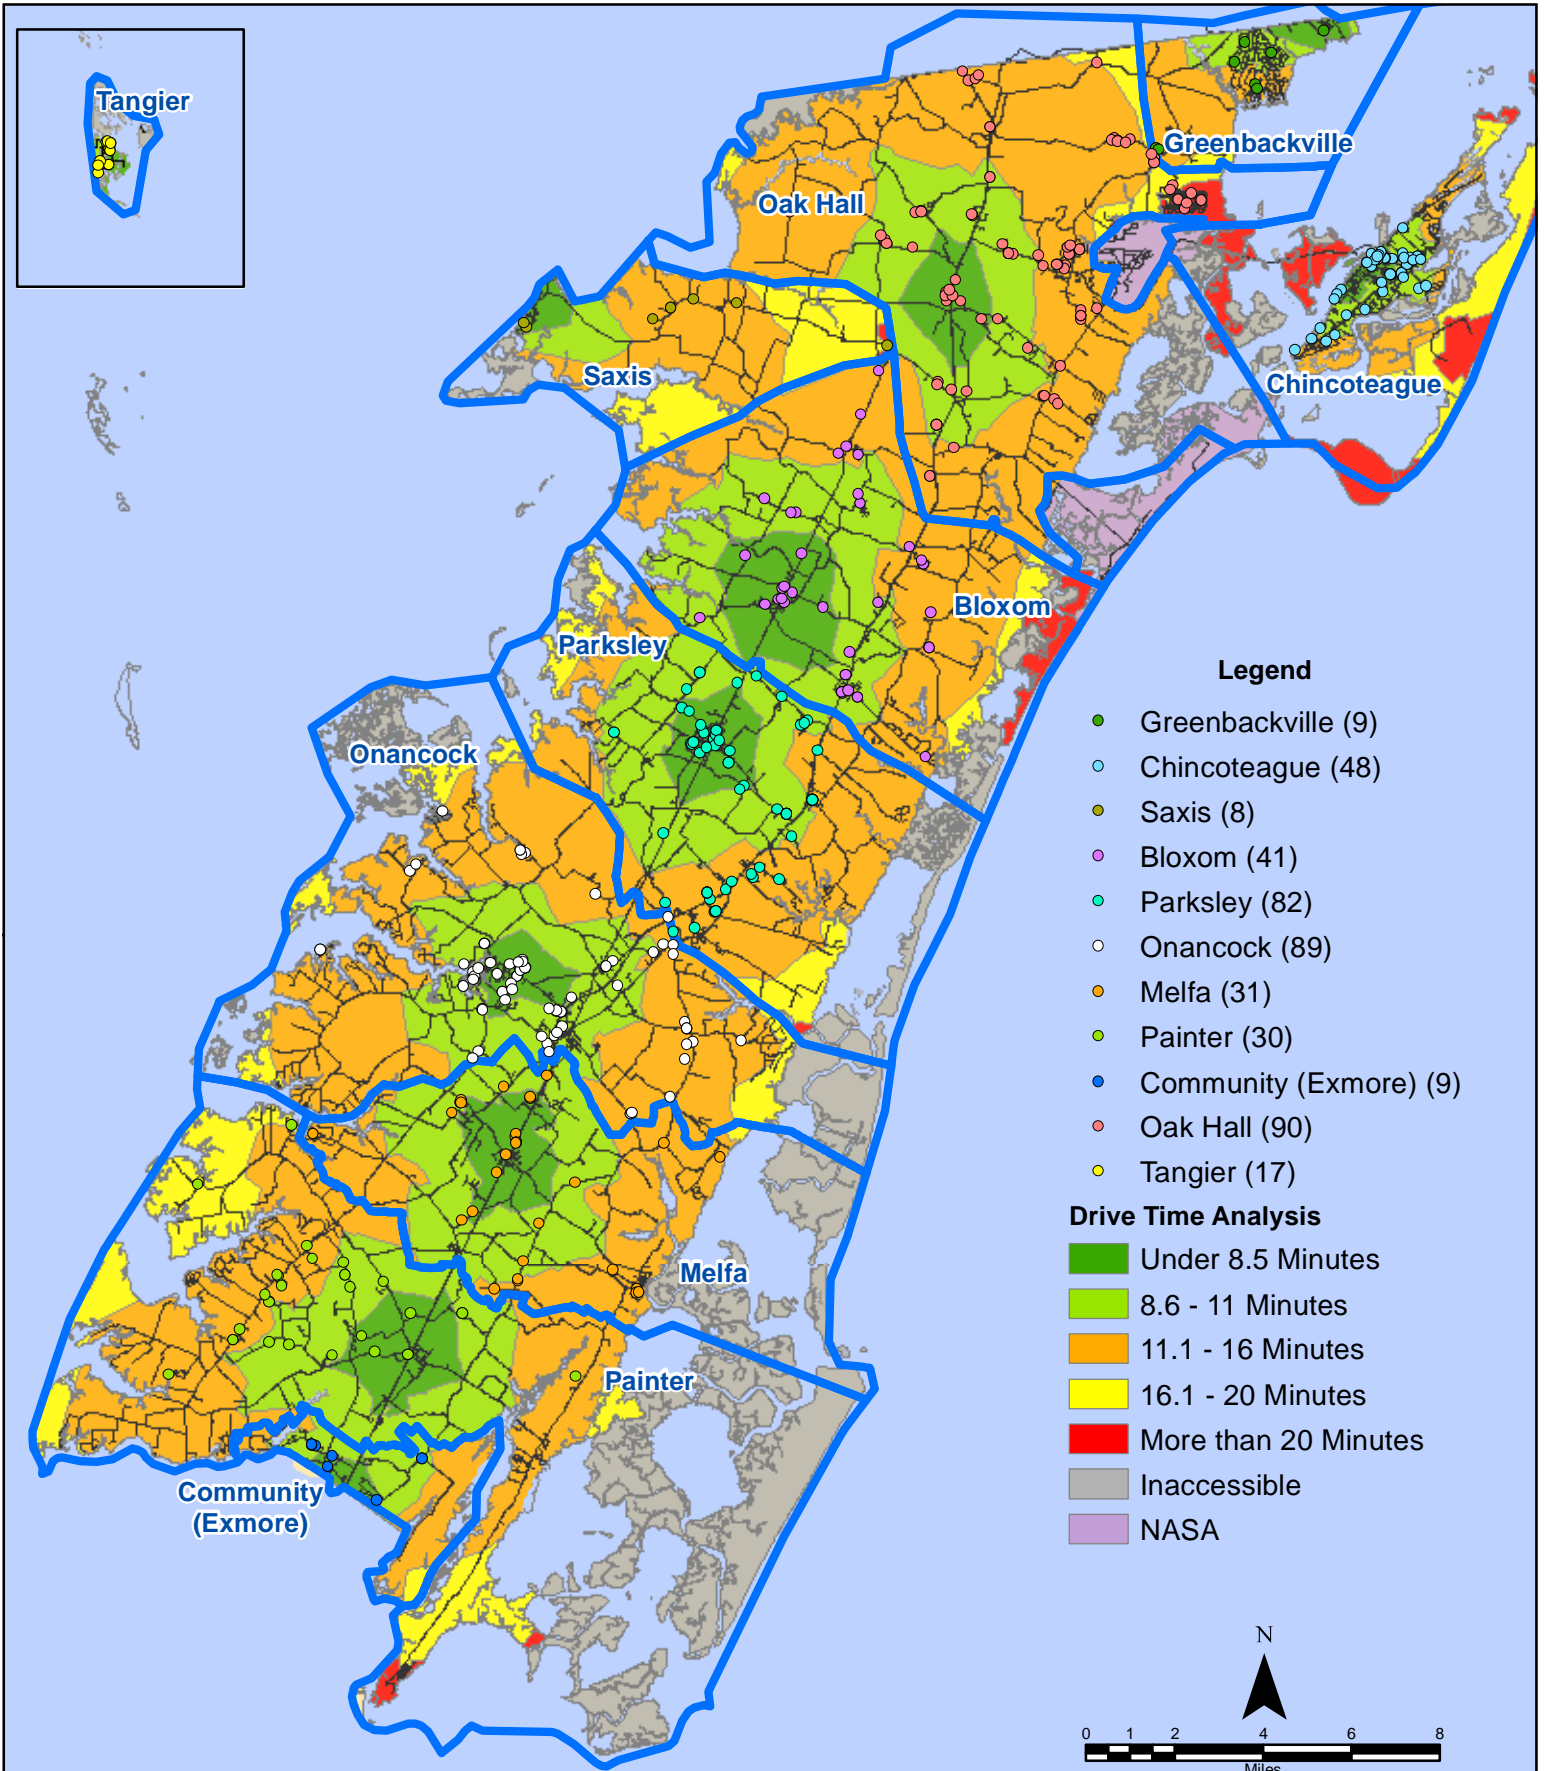 Tangier
Greenbackville
Oak Hall
Saxis
Chincoteague
Bloxom
Parksley
Onancock
Melfa
Painter
Community
(Exmore)
Legend
Greenbackville (9)
Chincoteague (48)
Saxis (8)
Bloxom (41)
Parksley (82)
Onancock (89)
Melfa (31)
Painter (30)
Community (Exmore) (9)
Oak Hall (90)
Tangier (17)
Drive Time Analysis
Under 8.5 Minutes
8.6 - 11 Minutes
11.1 - 16 Minutes
16.1 - 20 Minutes
More than 20 Minutes
Inaccessible
NASA
N
0 1 2 4 6 8
Miles